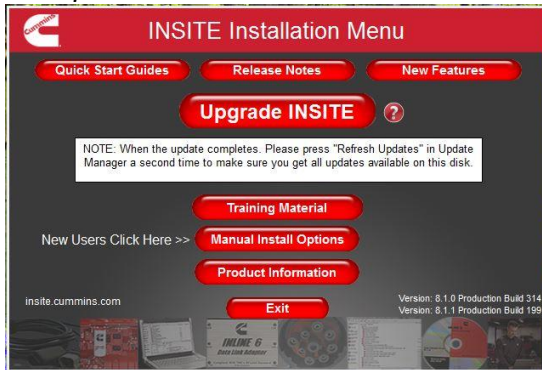 Cummins
INSITE Installation Menu
Quick Start Guides
Release Notes
New Features
Upgrade INSITE
?
NOTE: When the update completes. Please press "Refresh Updates" in Update
Manager a second time to make sure you get all updates available on this disk.
Training Material
New Users Click Here >>
Manual Install Options
Product Information
insite.cummins.com
Exit
Version: 8.1.0 Production Build 314
Version: 8.1.1 Production Build 199
INLINE 6
Data Link Adapter